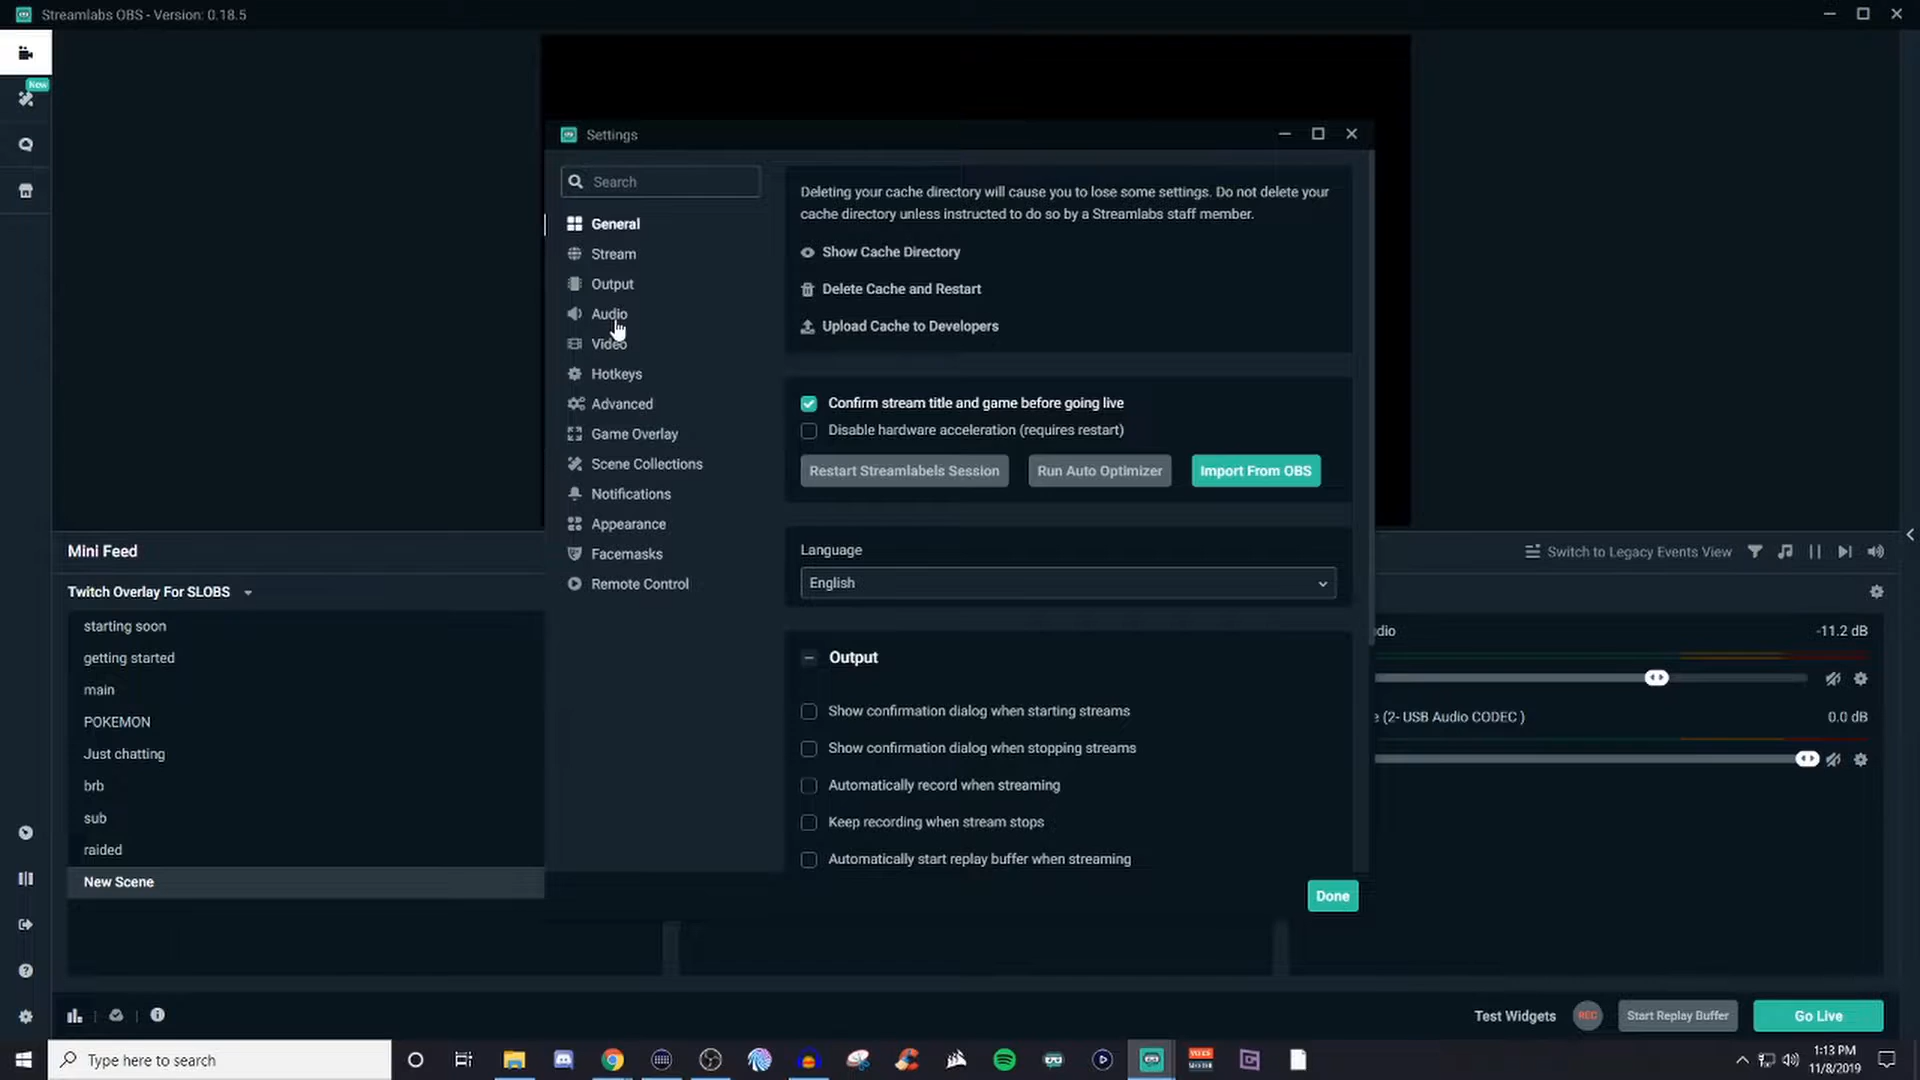 Streamlabs OBS - Version: 0.18.5
New
Settings
Search
General
Stream
Output
Audio
Video
Hotkeys
Advanced
Game Overlay
Scene Collections
Notifications
Appearance
Facemasks
Remote Control
Deleting your cache directory will cause you to lose some settings. Do not delete your
cache directory unless instructed to do so by a Streamlabs staff member.
Show Cache Directory
Delete Cache and Restart
Upload Cache to Developers
Confirm stream title and game before going live
Disable hardware acceleration (requires restart)
Restart Streamlabels Session
Run Auto Optimizer
Import From OBS
Language
English
Output
Show confirmation dialog when starting streams
Show confirmation dialog when stopping streams
Automatically record when streaming
Keep recording when stream stops
Automatically start replay buffer when streaming
Done
Mini Feed
Switch to Legacy Events View
Twitch Overlay For SLOBS
starting soon
getting started
main
POKEMON
Just chatting
brb
sub
raided
New Scene
dio
-11.2 dB
e (2- USB Audio CODEC )
0.0 dB
Test Widgets
REC
Start Replay Buffer
Go Live
Type here to search
1:13 PM
11/8/2019